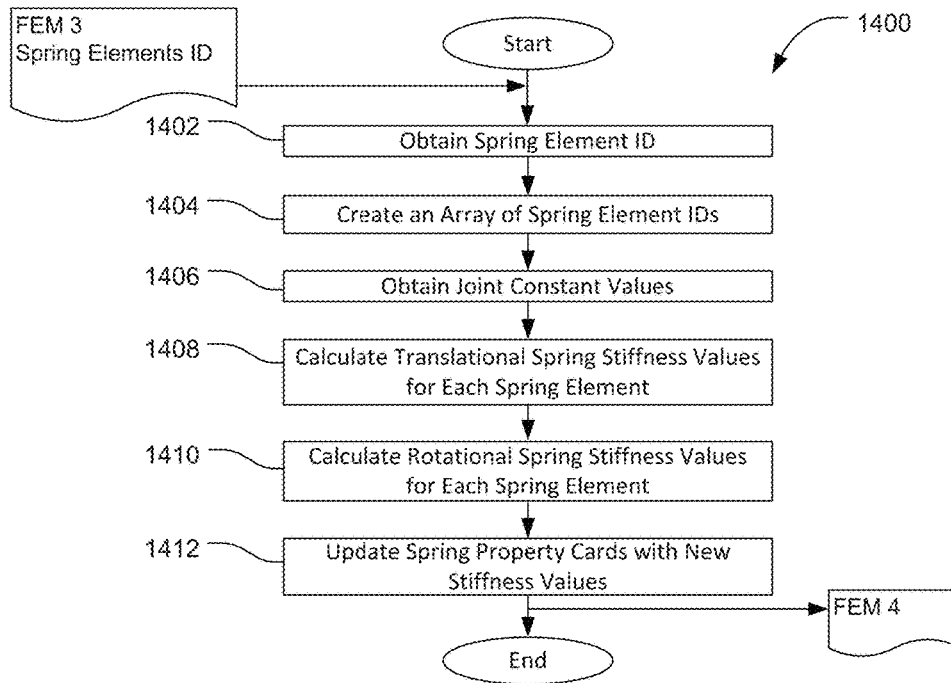 FEM 3
Spring Elements ID
Start
1400
1402
Obtain Spring Element ID
1404
Create an Array of Spring Element IDs
1406
Obtain Joint Constant Values
1408
Calculate Translational Spring Stiffness Values
for Each Spring Element
1410
Calculate Rotational Spring Stiffness Values
for Each Spring Element
1412
Update Spring Property Cards with New
Stiffness Values
FEM 4
End